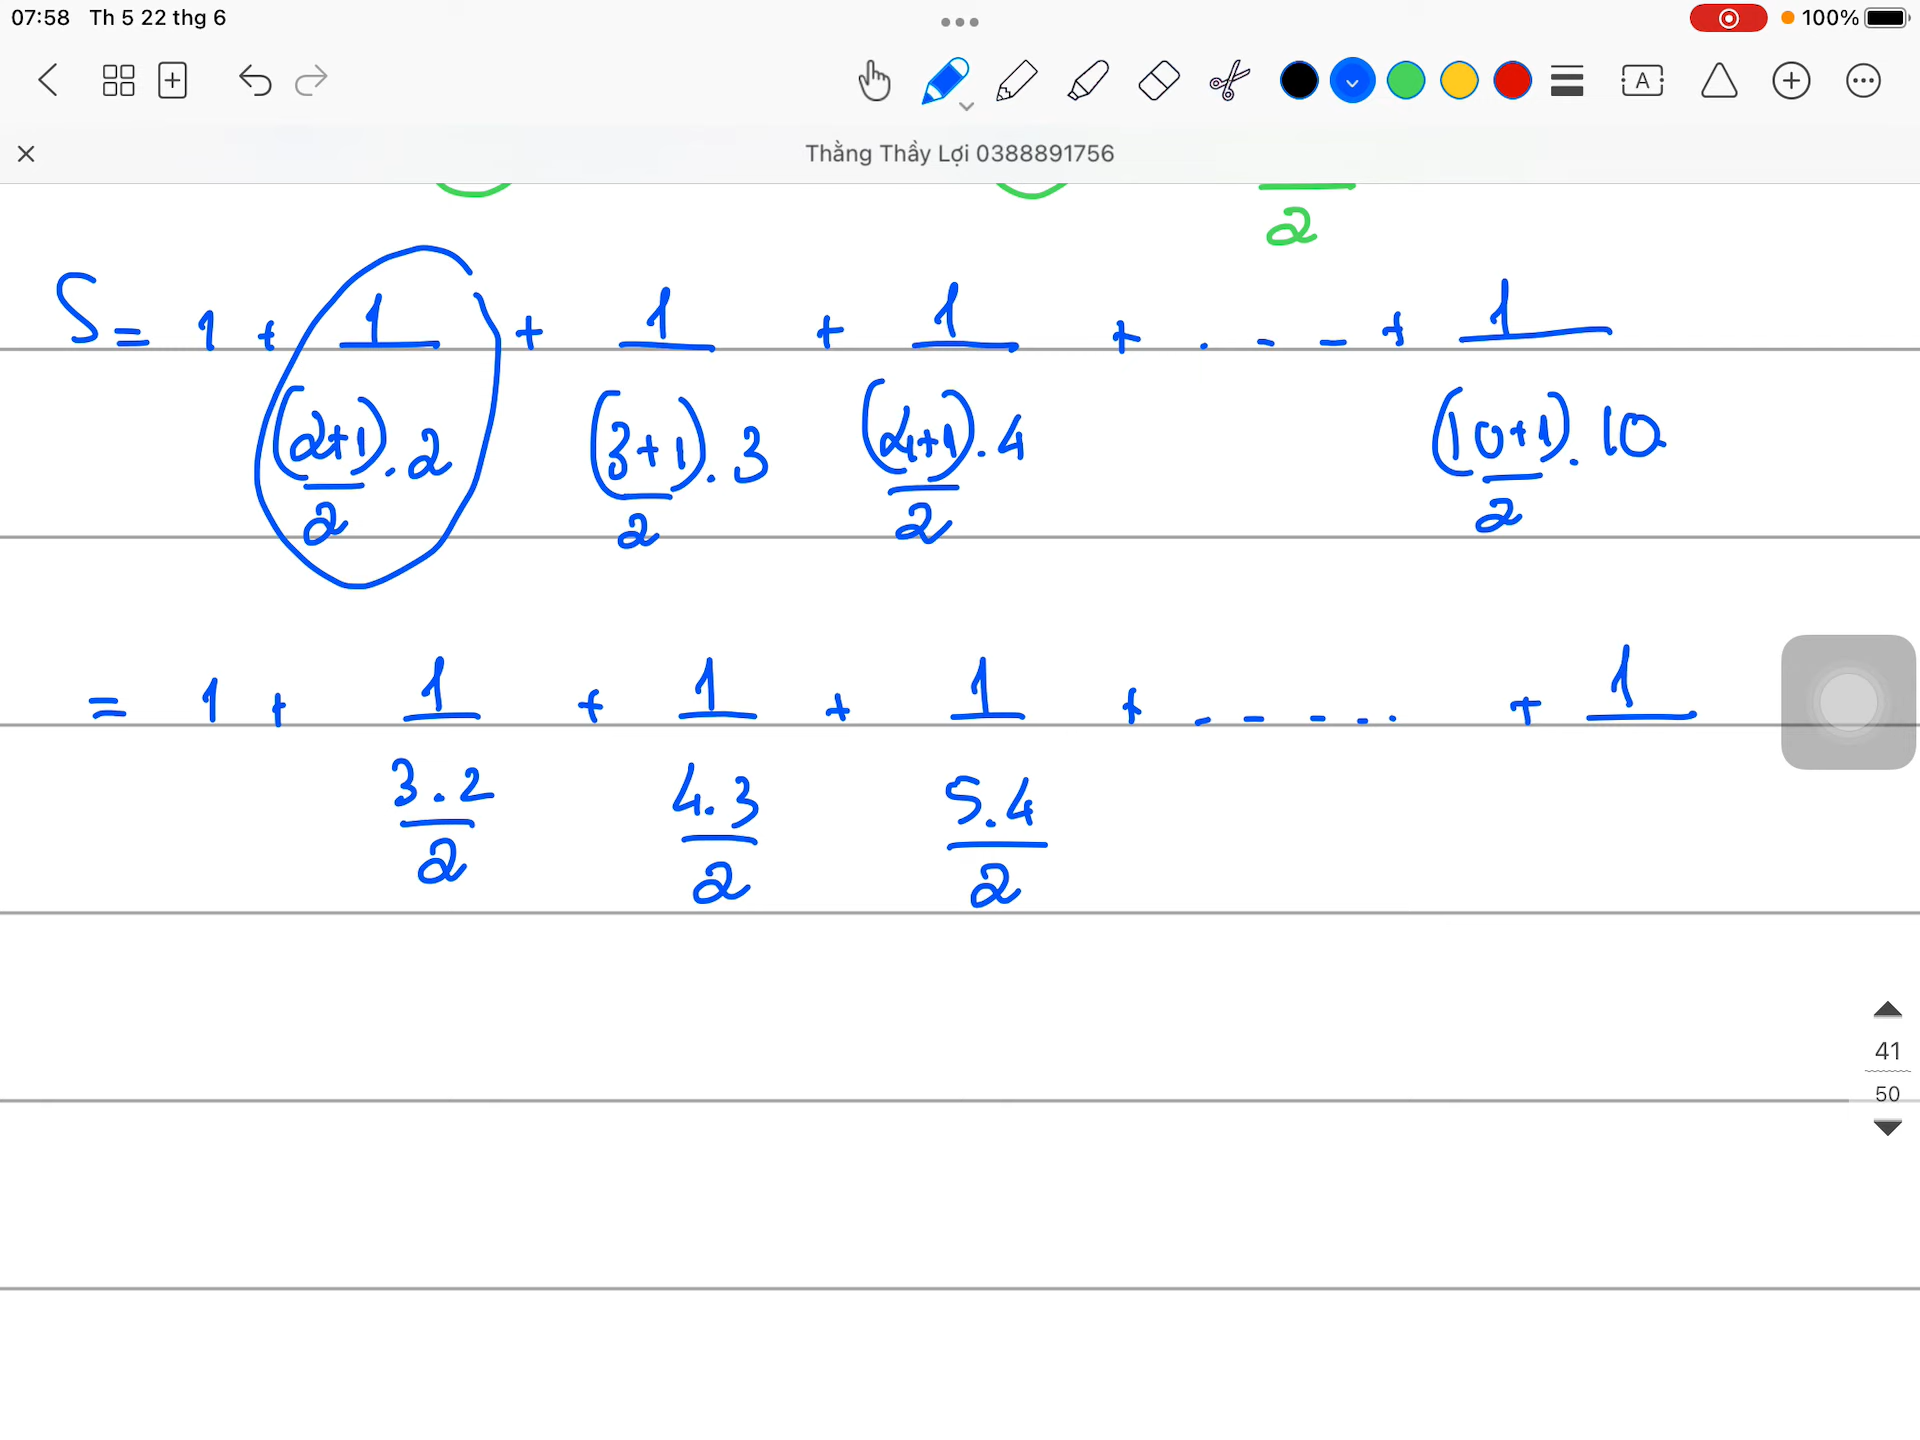 07:58 Th 5 22 thg 6 100%
A
Thằng Thầy Lợi 0388891756
2
S = 1 + 1 + 1 + 1 + . - - + 1
(2+1).2 (3+1).3 (4+1).4 (10+1).10
2 2 2 2
= 1 + 1 + 1 + 1 + - - - - . + 1
3.2 4.3 5.4
2 2 2
41
50